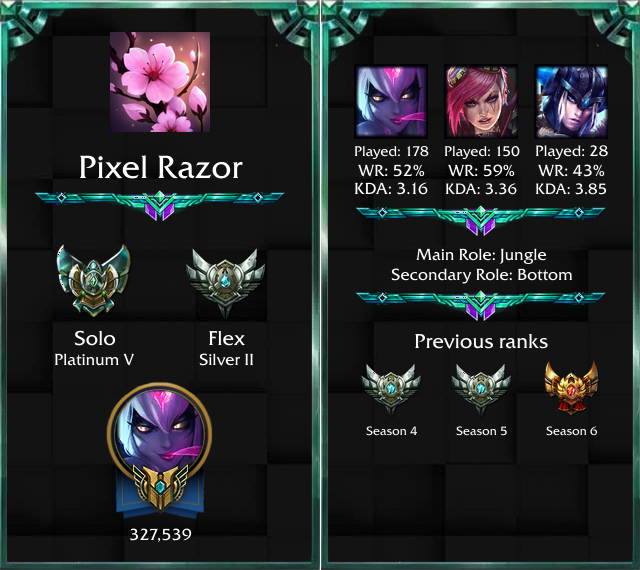 Pixel Razor
Solo
Platinum V
Flex
Silver II
327,539
Played: 178
WR: 52%
KDA: 3.16
Played: 150
WR: 59%
KDA: 3.36
Played: 28
WR: 43%
KDA: 3.85
Main Role: Jungle
Secondary Role: Bottom
Previous ranks
Season 4
Season 5
Season 6